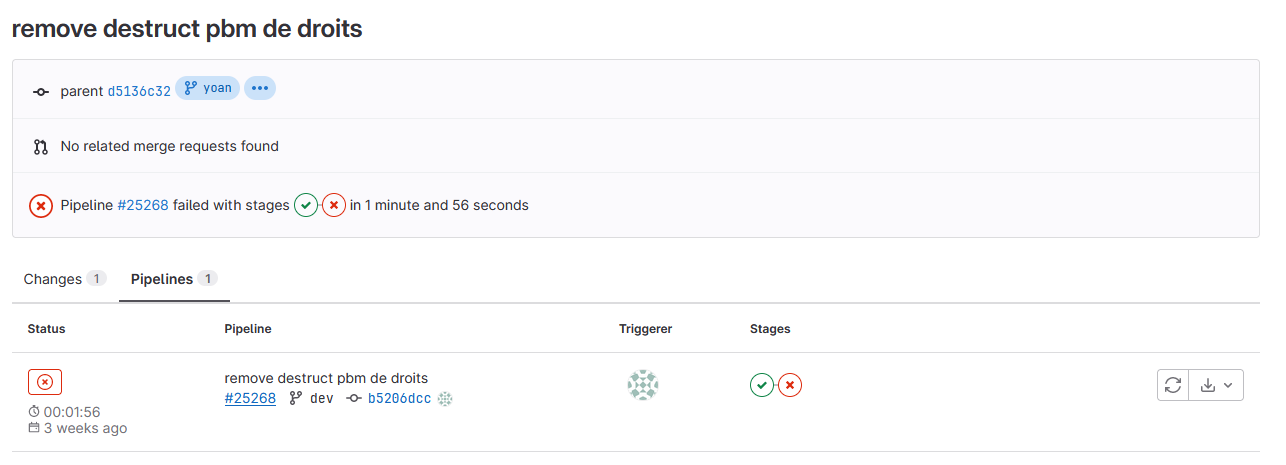 remove destruct pbm de droits
parent d5136c32 yoan •••
No related merge requests found
Pipeline #25268 failed with stages in 1 minute and 56 seconds
Changes 1 Pipelines 1
Status Pipeline Triggerer Stages
remove destruct pbm de droits
#25268 dev b5206dcc
00:01:56
3 weeks ago